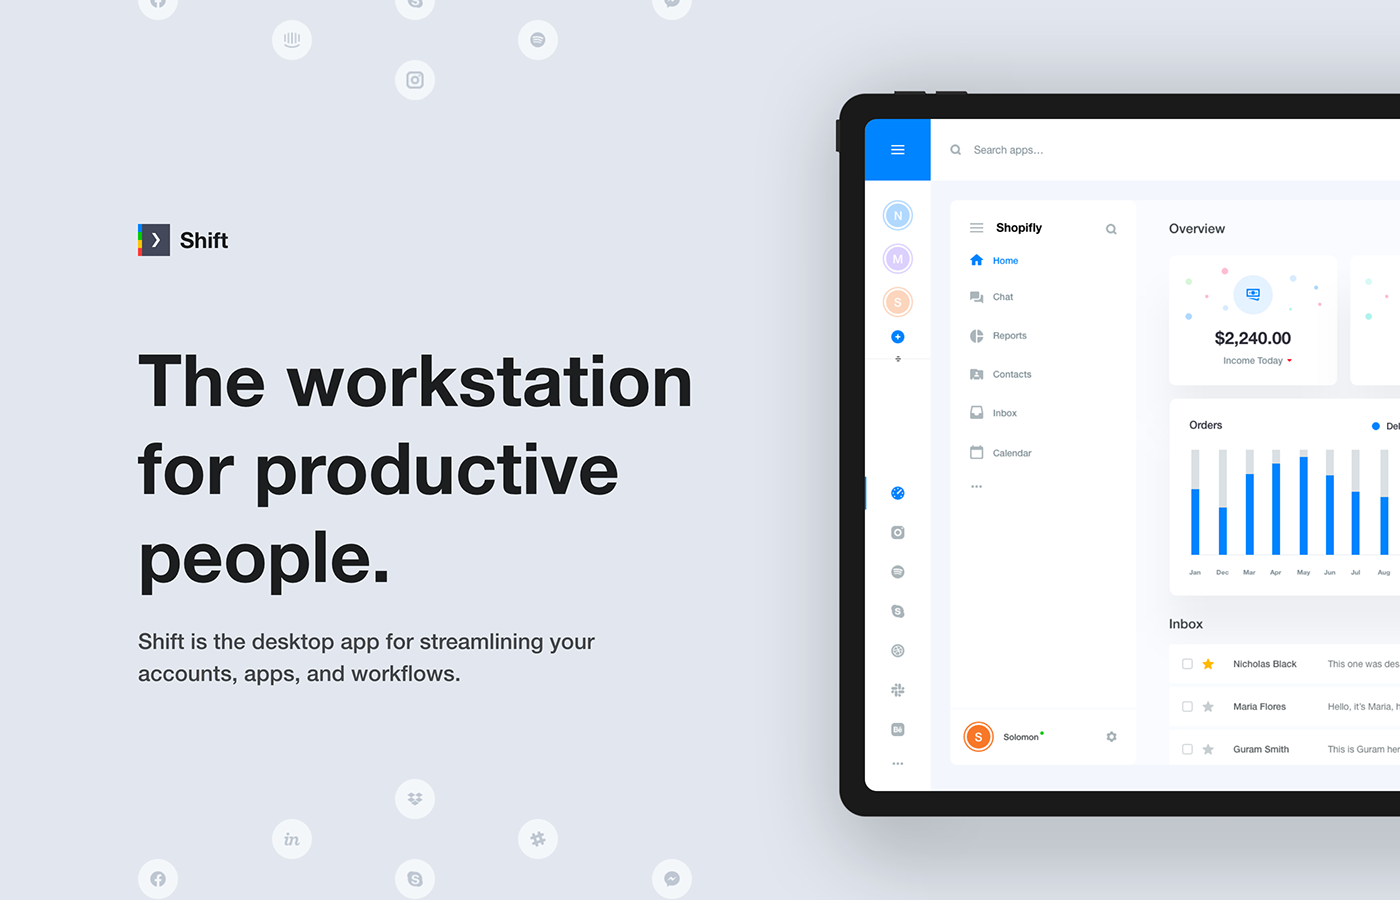 Shift
The workstation
for productive
people.
Shift is the desktop app for streamlining your
accounts, apps, and workflows.
in
Search apps...
N
M
S
Shopifly
Home
Chat
Reports
Contacts
Inbox
Calendar
S
Solomon
Bē
Overview
$2,240.00
Income Today
Orders
Del
Jan Dec Mar Apr May Jun Jul Aug
Inbox
Nicholas Black This one was des
Maria Flores Hello, it's Maria, h
Guram Smith This is Guram her